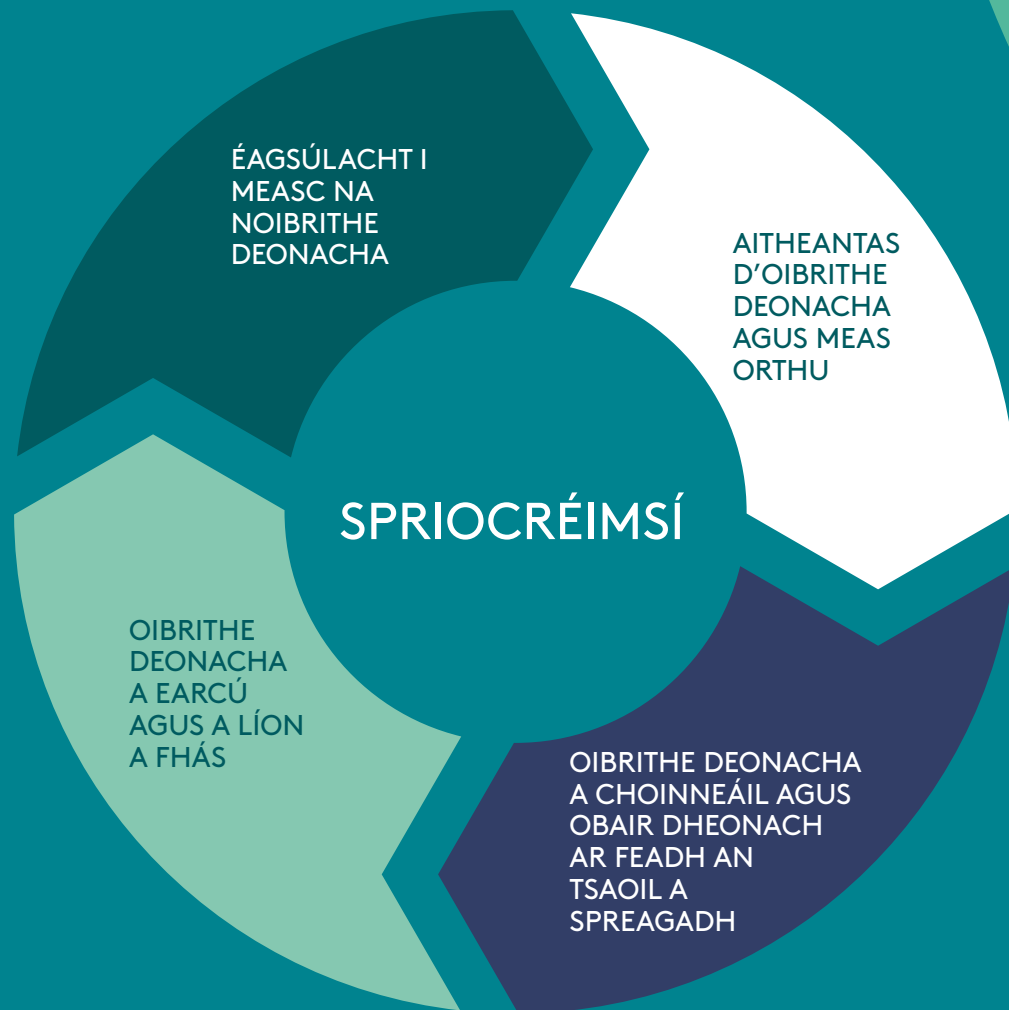 ÉAGSÚLACHT I
MEASC NA
NOIBRITHE
DEONACHA
AITHEANTAS
D'OIBRITHE
DEONACHA
AGUS MEAS
ORTHU
SPRIOCRÉIMSÍ
OIBRITHE
DEONACHA
A EARCÚ
AGUS A LÍON
A FHÁS
OIBRITHE DEONACHA
A CHOINNEÁIL AGUS
OBAIR DHEONACH
AR FEADH AN
TSAOIL A
SPREAGADH